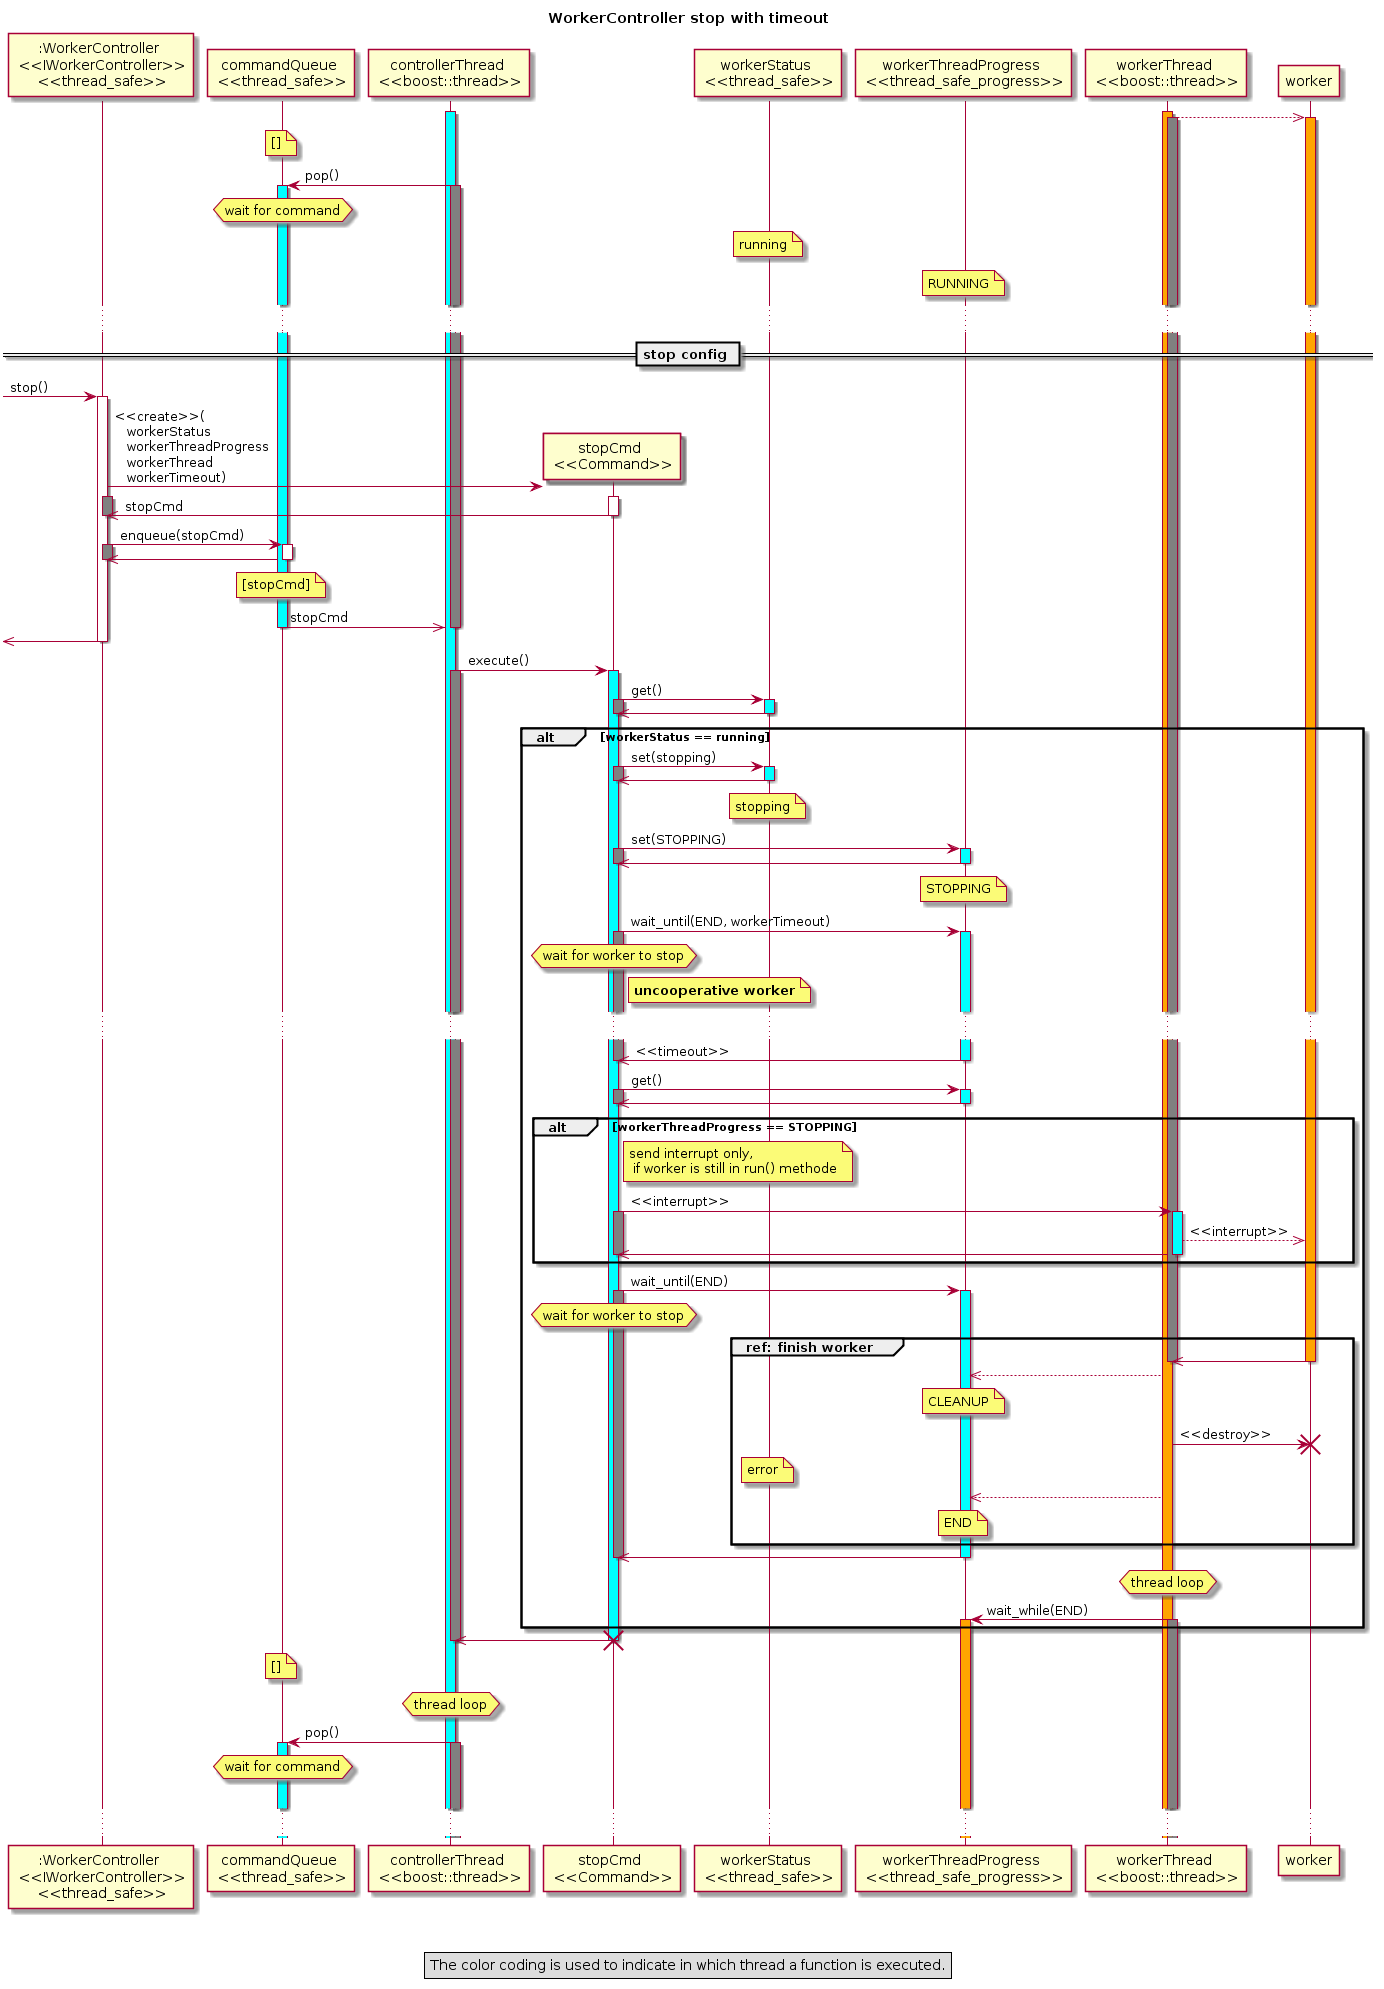 WorkerController stop with timeout
:WorkerController
<<IWorkerController>>
<<thread_safe>>
commandQueue
<<thread_safe>>
controllerThread
<<boost::thread>>
workerStatus
<<thread_safe>>
workerThreadProgress
<<thread_safe_progress>>
workerThread
<<boost::thread>>
worker
[]
pop()
wait for command
running
RUNNING
stop config
stop()
<<create>>(
workerStatus
workerThreadProgress
workerThread
workerTimeout)
stopCmd
<<Command>>
stopCmd
enqueue(stopCmd)
[stopCmd]
stopCmd
execute()
get()
alt [workerStatus == running]
set(stopping)
stopping
set(STOPPING)
STOPPING
wait_until(END, workerTimeout)
wait for worker to stop
uncooperative worker
<<timeout>>
get()
alt [workerThreadProgress == STOPPING]
send interrupt only,
if worker is still in run() methode
<<interrupt>>
<<interrupt>>
wait_until(END)
wait for worker to stop
ref: finish worker
CLEANUP
<<destroy>>
error
END
thread loop
wait_while(END)
[]
thread loop
pop()
wait for command
:WorkerController
<<IWorkerController>>
<<thread_safe>>
commandQueue
<<thread_safe>>
controllerThread
<<boost::thread>>
stopCmd
<<Command>>
workerStatus
<<thread_safe>>
workerThreadProgress
<<thread_safe_progress>>
workerThread
<<boost::thread>>
worker
The color coding is used to indicate in which thread a function is executed.